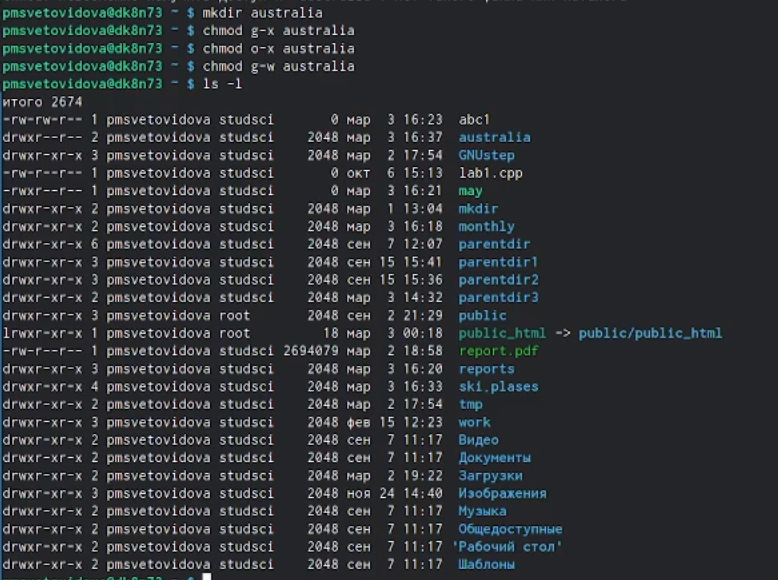 pmsvetovidova@dk8n73 ~ $ mkdir australia
pmsvetovidova@dk8n73 ~ $ chmod g-x australia
pmsvetovidova@dk8n73 ~ $ chmod o-x australia
pmsvetovidova@dk8n73 ~ $ chmod g-w australia
pmsvetovidova@dk8n73 ~ $ ls -l
итого 2674
-rw-rw-r-- 1 pmsvetovidova studsci 0 мар 3 16:23 abc1
drwxr--r-- 2 pmsvetovidova studsci 2048 мар 3 16:37 australia
drwxr-xr-x 3 pmsvetovidova studsci 2048 мар 2 17:54 GNUstep
-rw-r--r-- 1 pmsvetovidova studsci 0 окт 6 15:13 lab1.cpp
-rwxr--r-- 1 pmsvetovidova studsci 0 мар 3 16:21 may
drwxr-xr-x 2 pmsvetovidova studsci 2048 мар 1 13:04 mkdir
drwxr-xr-x 2 pmsvetovidova studsci 2048 мар 3 16:18 monthly
drwxr-xr-x 6 pmsvetovidova studsci 2048 сен 7 12:07 parentdir
drwxr-xr-x 3 pmsvetovidova studsci 2048 сен 15 15:41 parentdir1
drwxr-xr-x 3 pmsvetovidova studsci 2048 сен 15 15:36 parentdir2
drwxr-xr-x 2 pmsvetovidova studsci 2048 мар 3 14:32 parentdir3
drwxr-xr-x 3 pmsvetovidova root 2048 сен 2 21:29 public
lrwxr-xr-x 1 pmsvetovidova root 18 мар 3 00:18 public_html -> public/public_html
-rw-r--r-- 1 pmsvetovidova studsci 2694079 мар 2 18:58 report.pdf
drwxr-xr-x 3 pmsvetovidova studsci 2048 мар 3 16:20 reports
drwxr-xr-x 4 pmsvetovidova studsci 2048 мар 3 16:33 ski.plases
drwxr-xr-x 2 pmsvetovidova studsci 2048 мар 2 17:54 tmp
drwxr-xr-x 3 pmsvetovidova studsci 2048 фев 15 12:23 work
drwxr-xr-x 2 pmsvetovidova studsci 2048 сен 7 11:17 Видео
drwxr-xr-x 2 pmsvetovidova studsci 2048 сен 7 11:17 Документы
drwxr-xr-x 2 pmsvetovidova studsci 2048 мар 2 19:22 Загрузки
drwxr-xr-x 3 pmsvetovidova studsci 2048 ноя 24 14:40 Изображения
drwxr-xr-x 2 pmsvetovidova studsci 2048 сен 7 11:17 Музыка
drwxr-xr-x 2 pmsvetovidova studsci 2048 сен 7 11:17 Общедоступные
drwxr-xr-x 2 pmsvetovidova studsci 2048 сен 7 11:17 'Рабочий стол'
drwxr-xr-x 2 pmsvetovidova studsci 2048 сен 7 11:17 Шаблоны
pmsvetovidova@dk8n73 ~ $